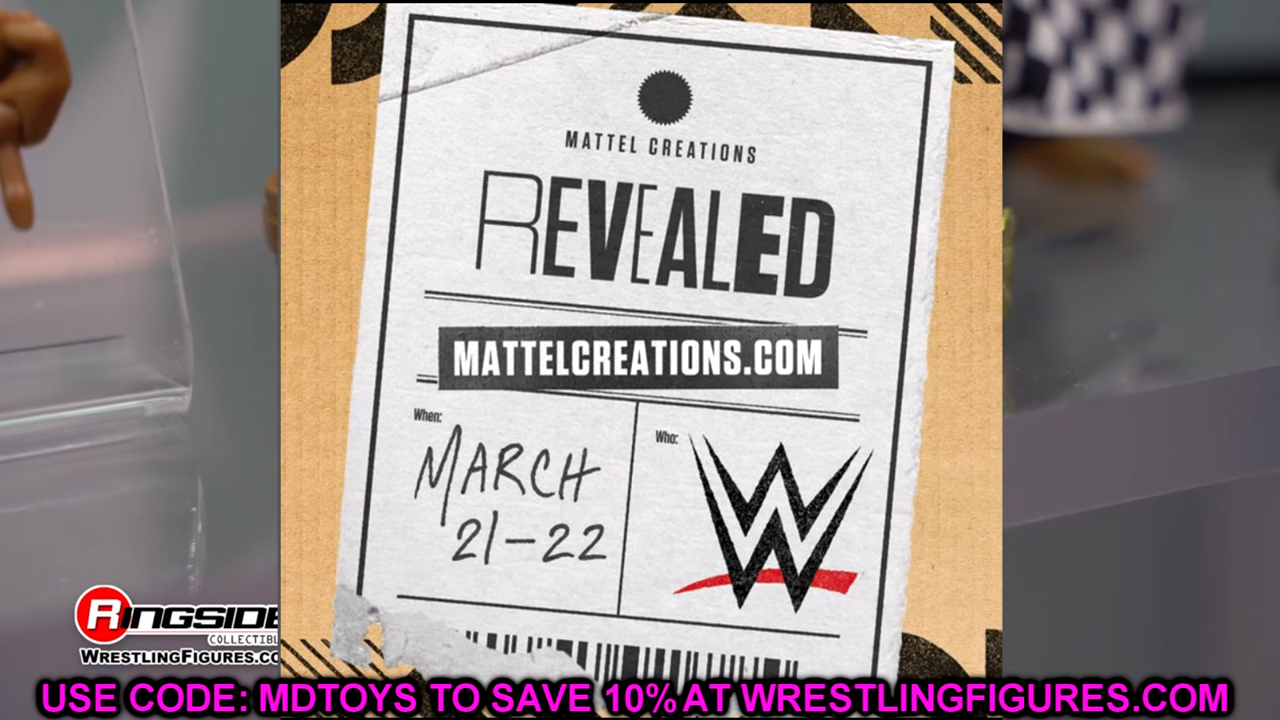 MATTEL CREATIONS
REVEALED
MATTELCREATIONS.COM
When:
MARCH
21-22
Who:
W
RINGSIDE
COLLECTIBL
WRESTLINGFIGURES.CO
USE CODE: MDTOYS TO SAVE 10% AT WRESTLINGFIGURES.COM